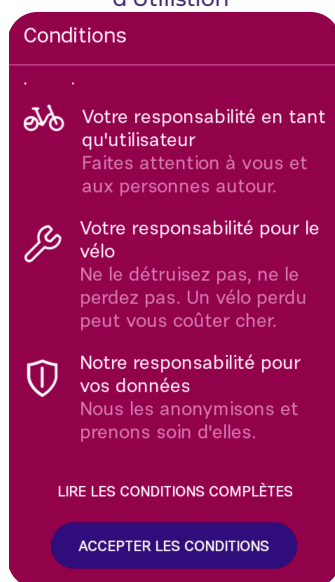 d'Utilistion
Conditions
Votre responsabilité en tant
qu'utilisateur
Faites attention à vous et
aux personnes autour.
Votre responsabilité pour le
vélo
Ne le détruisez pas, ne le
perdez pas. Un vélo perdu
peut vous coûter cher.
Notre responsabilité pour
vos données
Nous les anonymisons et
prenons soin d'elles.
LIRE LES CONDITIONS COMPLÈTES
ACCEPTER LES CONDITIONS